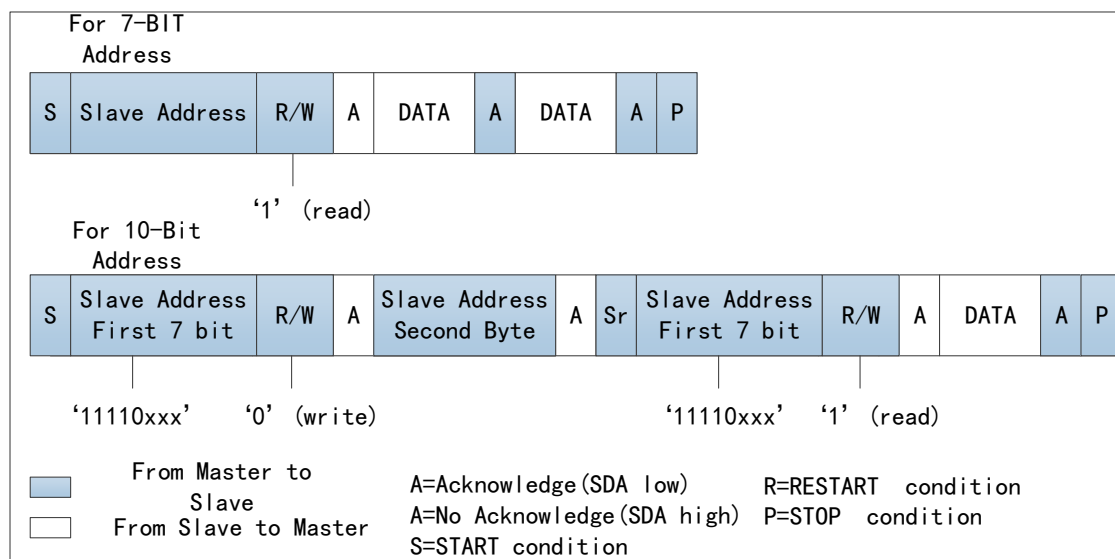 For 7-BIT
Address
S Slave Address R/W A DATA A DATA A P
‘1’ (read)
For 10-Bit
Address
S Slave Address First 7 bit R/W A Slave Address Second Byte A Sr Slave Address First 7 bit R/W A DATA A P
‘11110xxx’ ‘0’ (write) ‘11110xxx’ ‘1’ (read)
From Master to
Slave
From Slave to Master
A=Acknowledge(SDA low)
A=No Acknowledge(SDA high)
S=START condition
R=RESTART condition
P=STOP condition